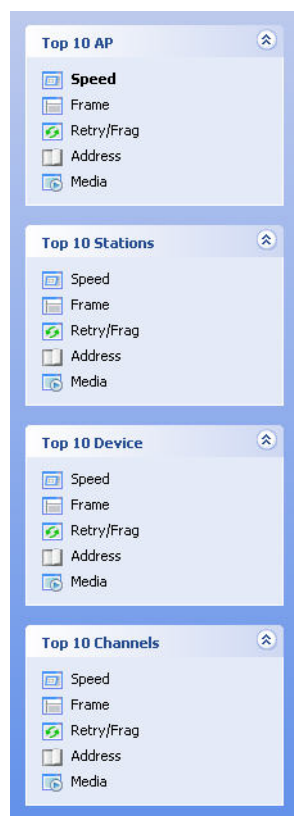 Top 10 AP
Speed
Frame
Retry/Frag
Address
Media
Top 10 Stations
Speed
Frame
Retry/Frag
Address
Media
Top 10 Device
Speed
Frame
Retry/Frag
Address
Media
Top 10 Channels
Speed
Frame
Retry/Frag
Address
Media